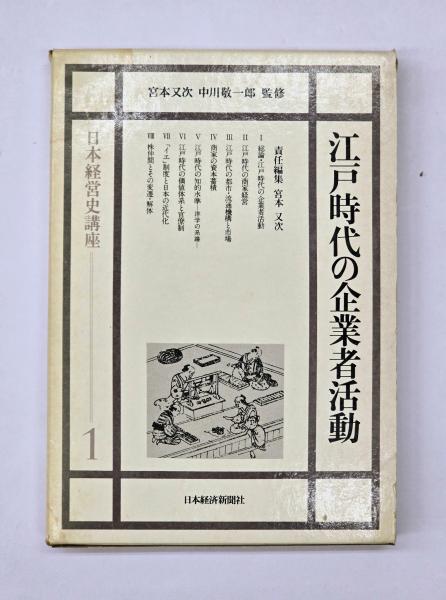 宮本又次 中川敬一郎 監修
江戸時代の企業者活動
責任編集 宮本又次
Ⅰ 総論・江戸時代の企業者活動
Ⅱ 江戸時代の商家経営
Ⅲ 江戸時代の都市・流通機構と市場
Ⅳ 商家の資本蓄積
Ⅴ 江戸時代の知的水準―洋学の系譜―
Ⅵ 江戸時代の価値体系と官僚制
Ⅶ 「イエ」制度と日本の近代化
Ⅷ 株仲間とその変遷・解体
日本経営史講座
1
日本経済新聞社